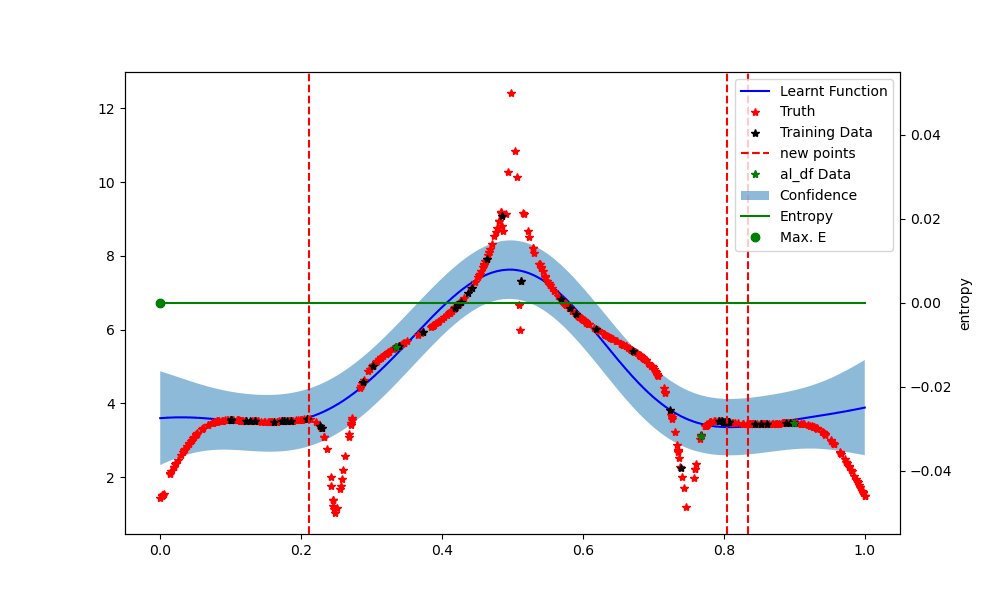 12
10
8
6
4
2
0.0 0.2 0.4 0.6 0.8 1.0
0.04
0.02
0.00
−0.02
−0.04
entropy
Learnt Function
Truth
Training Data
new points
al_df Data
Confidence
Entropy
Max. E